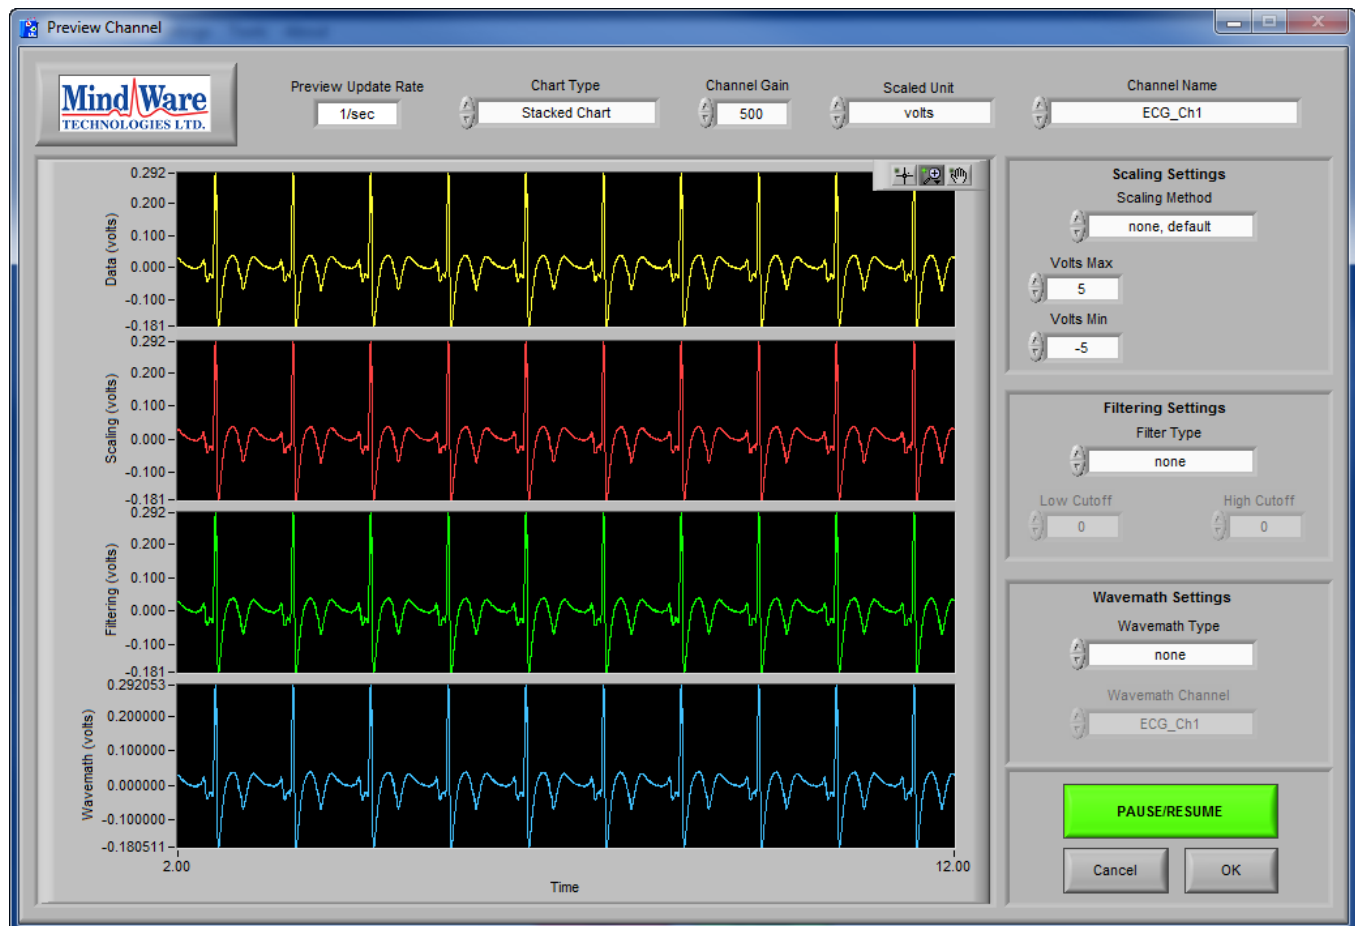 Preview Channel
MindWare
TECHNOLOGIES LTD.
Preview Update Rate
1/sec
Chart Type
Stacked Chart
Channel Gain
500
Scaled Unit
volts
Channel Name
ECG_Ch1
Data (volts)
0.292
0.200
0.100
0.000
-0.100
-0.181
Scaling (volts)
0.292
0.200
0.100
0.000
-0.100
-0.181
Filtering (volts)
0.292
0.200
0.100
0.000
-0.100
-0.181
Wavemath (volts)
0.292053
0.200000
0.100000
0.000000
-0.100000
-0.180511
2.00
12.00
Time
Scaling Settings
Scaling Method
none, default
Volts Max
5
Volts Min
-5
Filtering Settings
Filter Type
none
Low Cutoff
High Cutoff
0
0
Wavemath Settings
Wavemath Type
none
Wavemath Channel
ECG_Ch1
PAUSE/RESUME
Cancel
OK